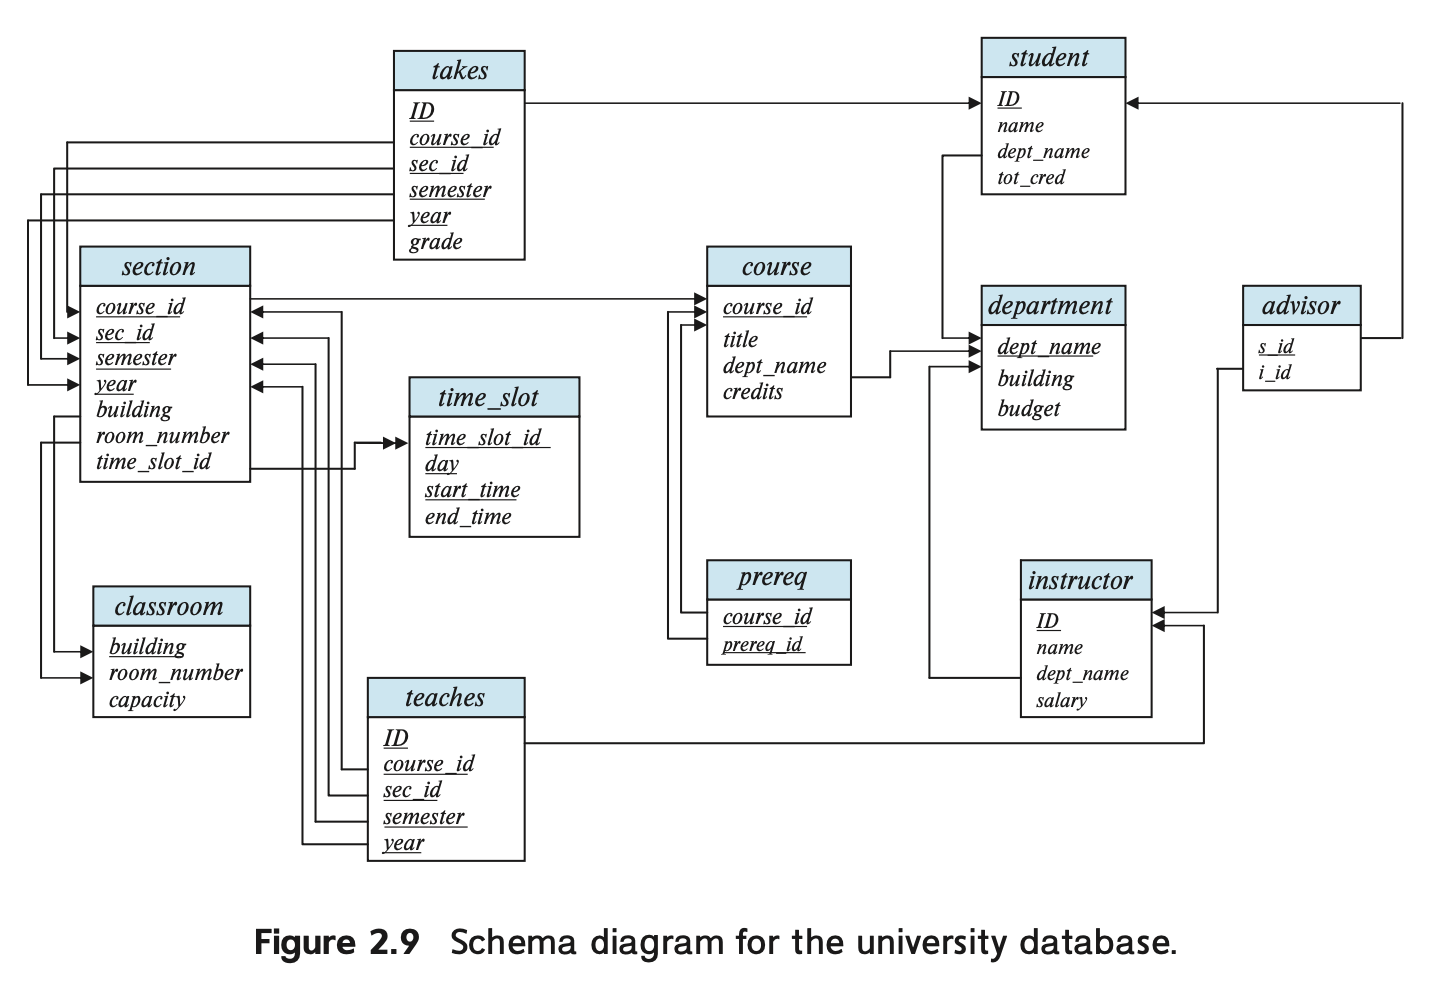 takes
ID
course_id
sec_id
semester
year
grade
student
ID
name
dept_name
tot_cred
section
course_id
sec_id
semester
year
building
room_number
time_slot_id
course
course_id
title
dept_name
credits
department
dept_name
building
budget
advisor
s_id
i_id
time_slot
time_slot_id
day
start_time
end_time
prereq
course_id
prereq_id
instructor
ID
name
dept_name
salary
classroom
building
room_number
capacity
teaches
ID
course_id
sec_id
semester
year
Figure 2.9 Schema diagram for the university database.